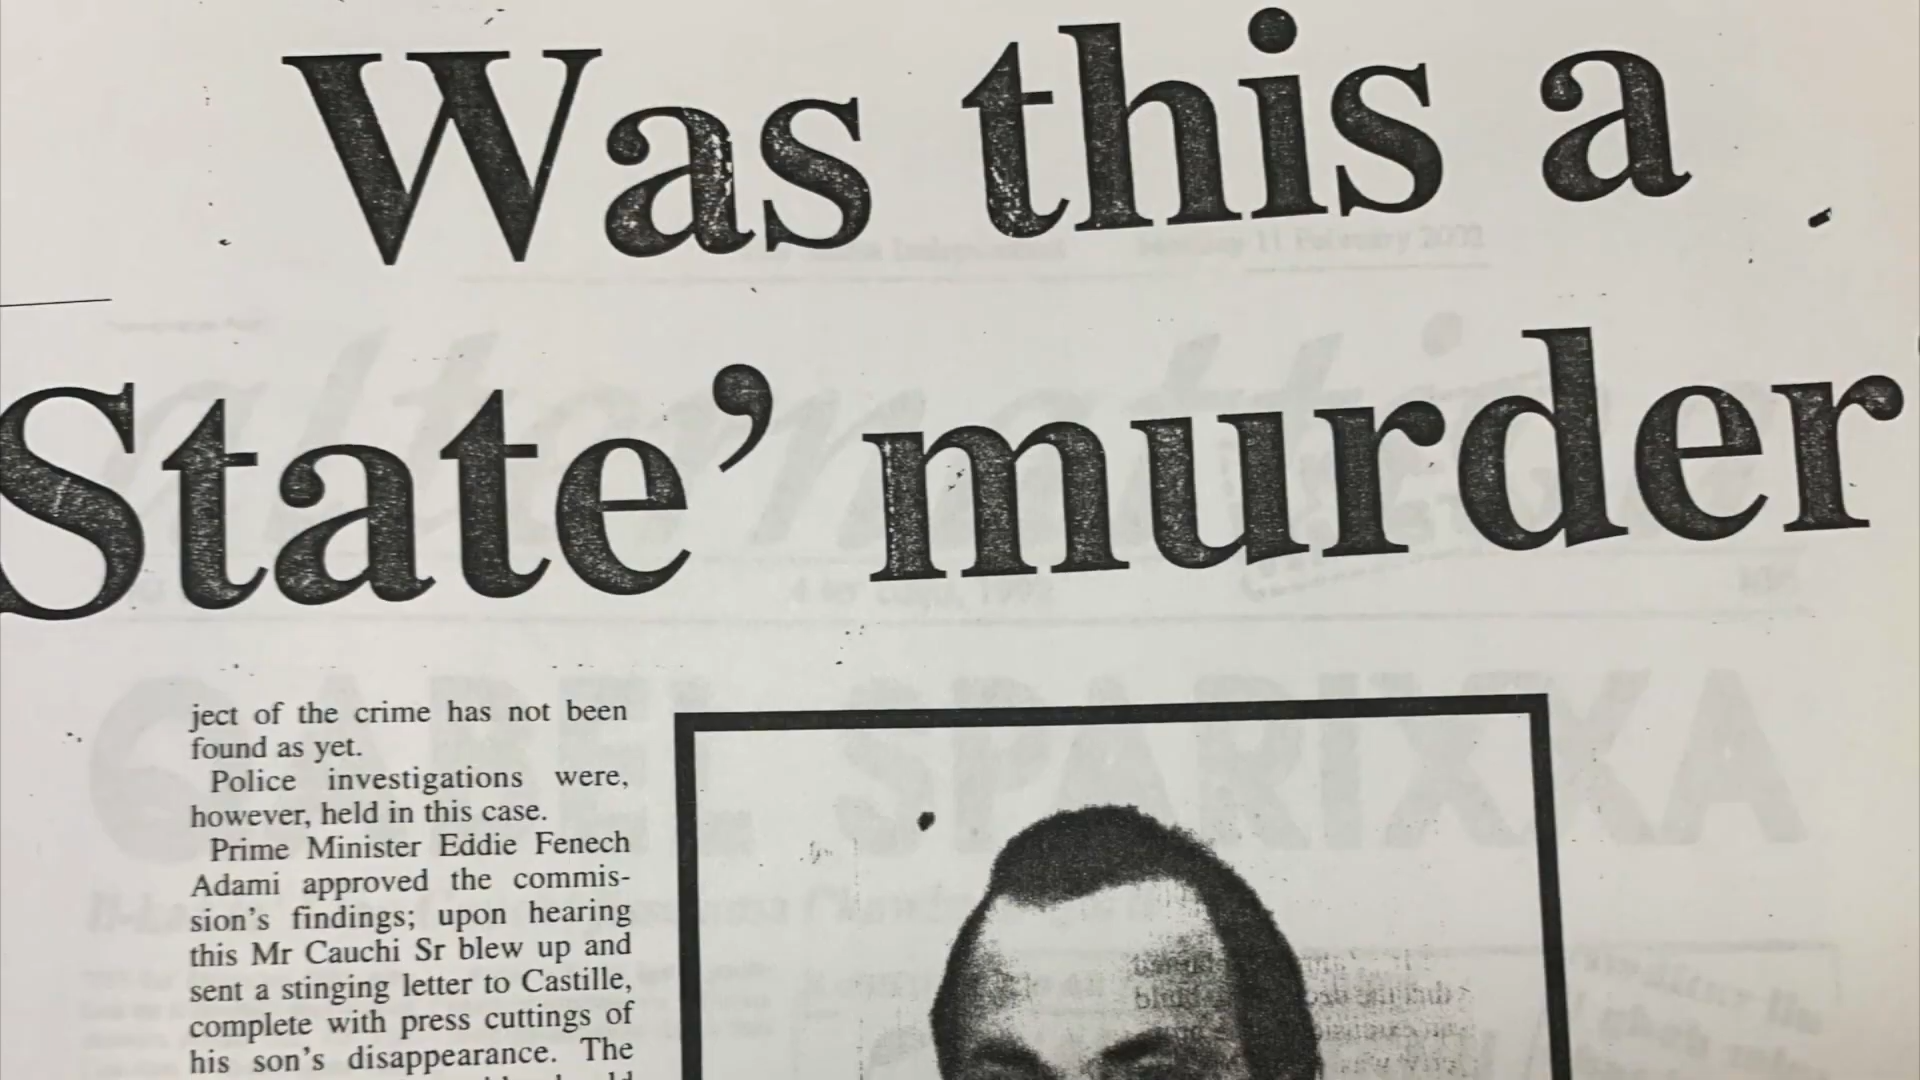 Was this a
State’ murder
ject of the crime has not been
found as yet.
Police investigations were,
however, held in this case.
Prime Minister Eddie Fenech
Adami approved the commis-
sion’s findings; upon hearing
this Mr Cauchi Sr blew up and
sent a stinging letter to Castille,
complete with press cuttings of
his son’s disappearance. The